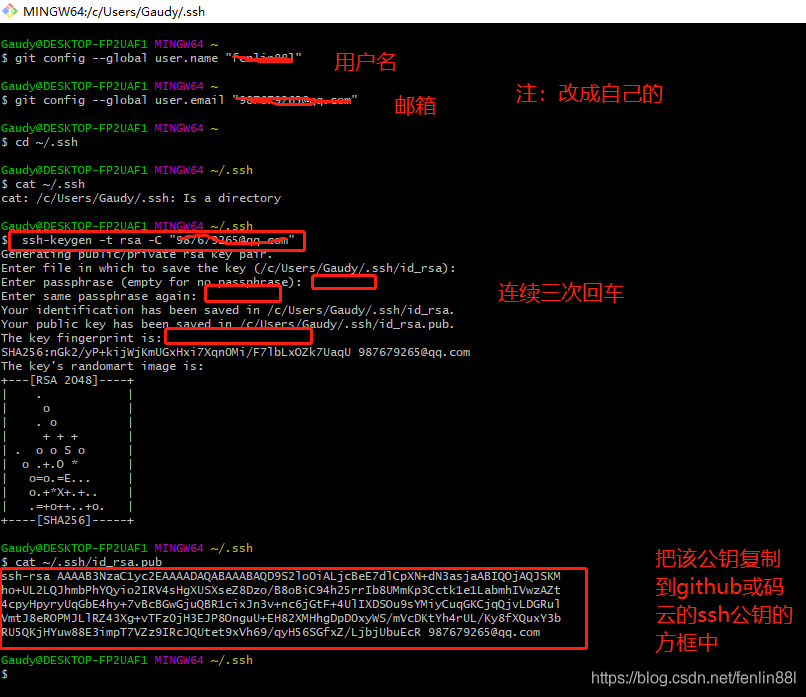 MINGW64:/c/Users/Gaudy/.ssh
Gaudy@DESKTOP-FP2UAF1 MINGW64 ~
$ git config --global user.name "fenlin88l"
用户名
Gaudy@DESKTOP-FP2UAF1 MINGW64 ~
$ git config --global user.email "987679265@qq.com"
邮箱
注：改成自己的
Gaudy@DESKTOP-FP2UAF1 MINGW64 ~
$ cd ~/.ssh
Gaudy@DESKTOP-FP2UAF1 MINGW64 ~/.ssh
$ cat ~/.ssh
cat: /c/Users/Gaudy/.ssh: Is a directory
Gaudy@DESKTOP-FP2UAF1 MINGW64 ~/.ssh
$ ssh-keygen -t rsa -C "987679265@qq.com"
Generating public/private rsa key pair.
Enter file in which to save the key (/c/Users/Gaudy/.ssh/id_rsa):
Enter passphrase (empty for no passphrase):
Enter same passphrase again:
连续三次回车
Your identification has been saved in /c/Users/Gaudy/.ssh/id_rsa.
Your public key has been saved in /c/Users/Gaudy/.ssh/id_rsa.pub.
The key fingerprint is:
SHA256:nGk2/yP+kijWjKmUGxHxi7XqnOMi/F7lbLxOZk7UaqU 987679265@qq.com
The key's randomart image is:
+---[RSA 2048]----+
|    .            |
|     o           |
|    . o          |
|     + + +       |
| .  o o S o      |
|  o .+.O *       |
|   o=o.=E...     |
|   o.+*X+.+..    |
|   .=+o++..+o.   |
+----[SHA256]-----+
Gaudy@DESKTOP-FP2UAF1 MINGW64 ~/.ssh
$ cat ~/.ssh/id_rsa.pub
ssh-rsa AAAAB3NzaC1yc2EAAAADAQABAAABAQD9S2loOiALjcBeE7dlCpXN+dN3asjaABIQOjAQJSKM
ho+UL2LQJhmbPhYQyio2IRV4sHgXUSXseZ8Dzo/B8oBiC94h25rrIb8UMmKp3Cctk1e1LabmhIVwzAZt
4cpyHpyryUqGbE4hy+7vBcBGwGjuQBR1cixJn3v+nc6jGtF+4UlIXDSOu9sYMiyCuqGKCjqQjvLDGRul
VmtJ8eROPMJLlRZ43Xg+vTFzOjH3EJP8OnguU+EH82XMHhgDpDOxyWS/mVcDKtYh4rUL/Ky8fXQuxY3b
RU5QKjHYuw88E3impT7VZz9IRcJQUtet9xVh69/qyH56SGfxZ/LjbjUbuEcR 987679265@qq.com
把该公钥复制
到github或码
云的ssh公钥的
方框中
Gaudy@DESKTOP-FP2UAF1 MINGW64 ~/.ssh
$
https://blog.csdn.net/fenlin88l